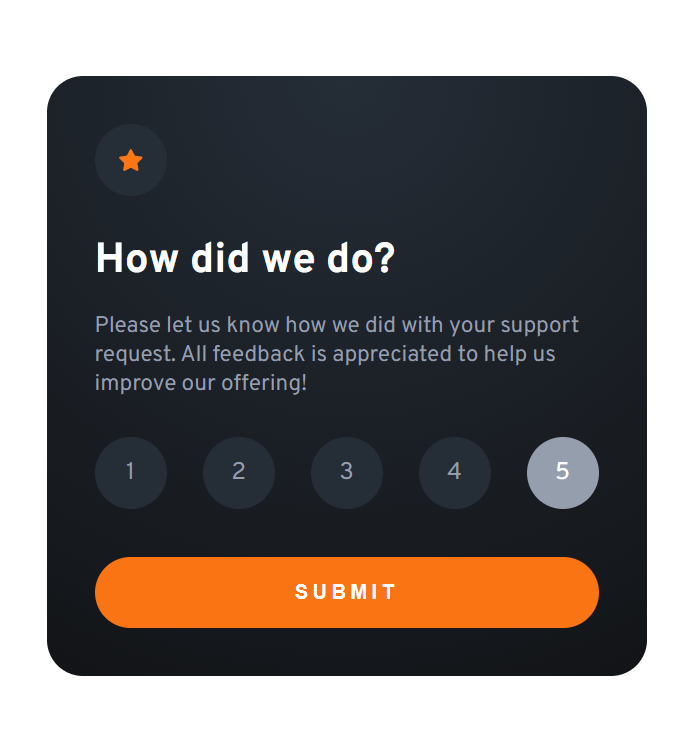 How did we do?
Please let us know how we did with your support
request. All feedback is appreciated to help us
improve our offering!
1 2 3 4 5
SUBMIT